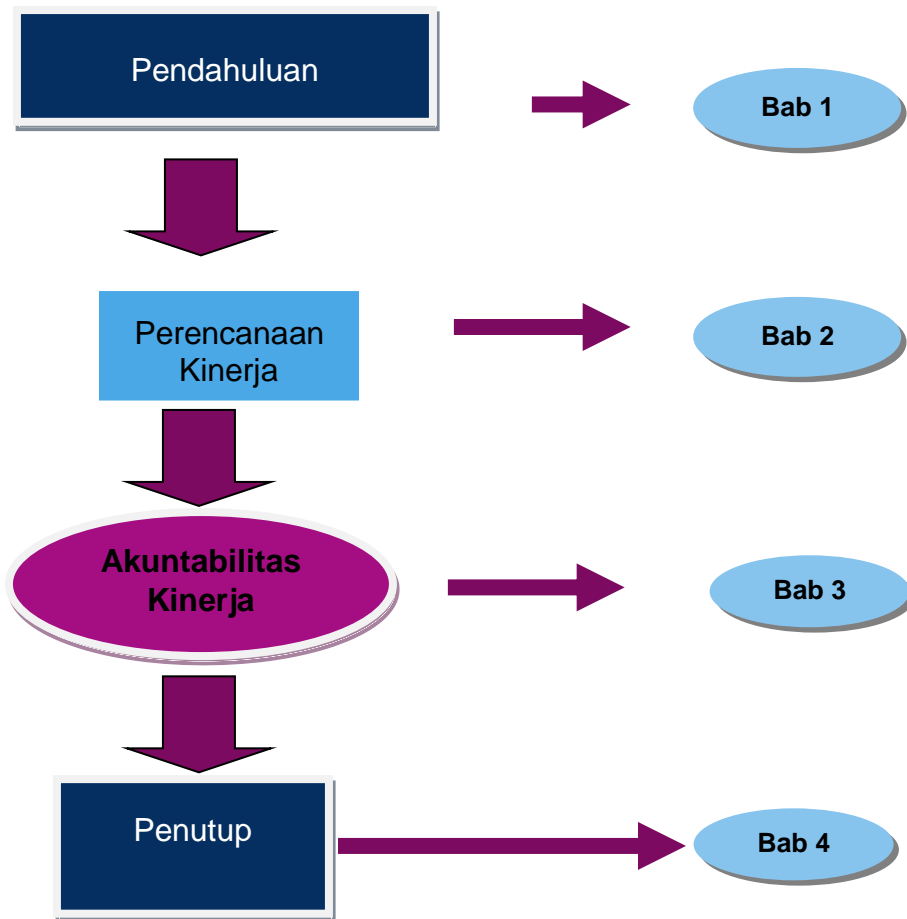 Pendahuluan
Bab 1
Perencanaan
Kinerja
Bab 2
Akuntabilitas
Kinerja
Bab 3
Penutup
Bab 4